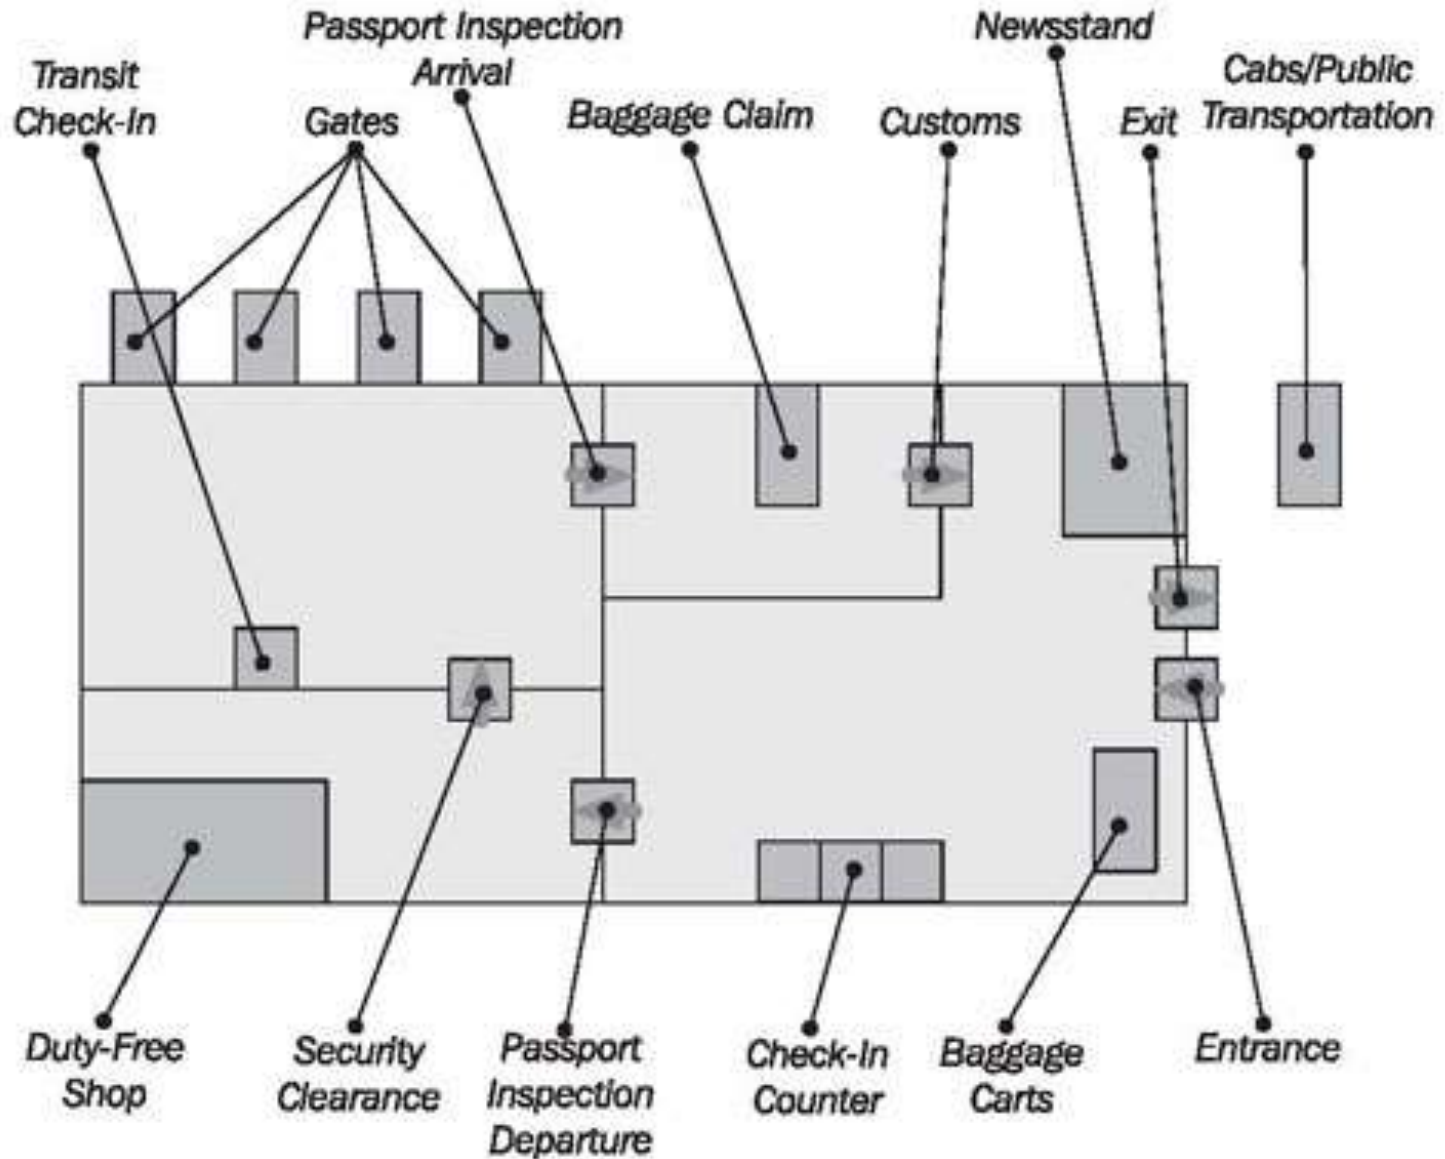 Passport Inspection
Arrival
Newsstand
Transit
Check-In
Gates
Baggage Claim
Customs
Exit
Cabs/Public
Transportation
Duty-Free
Shop
Security
Clearance
Passport
Inspection
Departure
Check-In
Counter
Baggage
Carts
Entrance